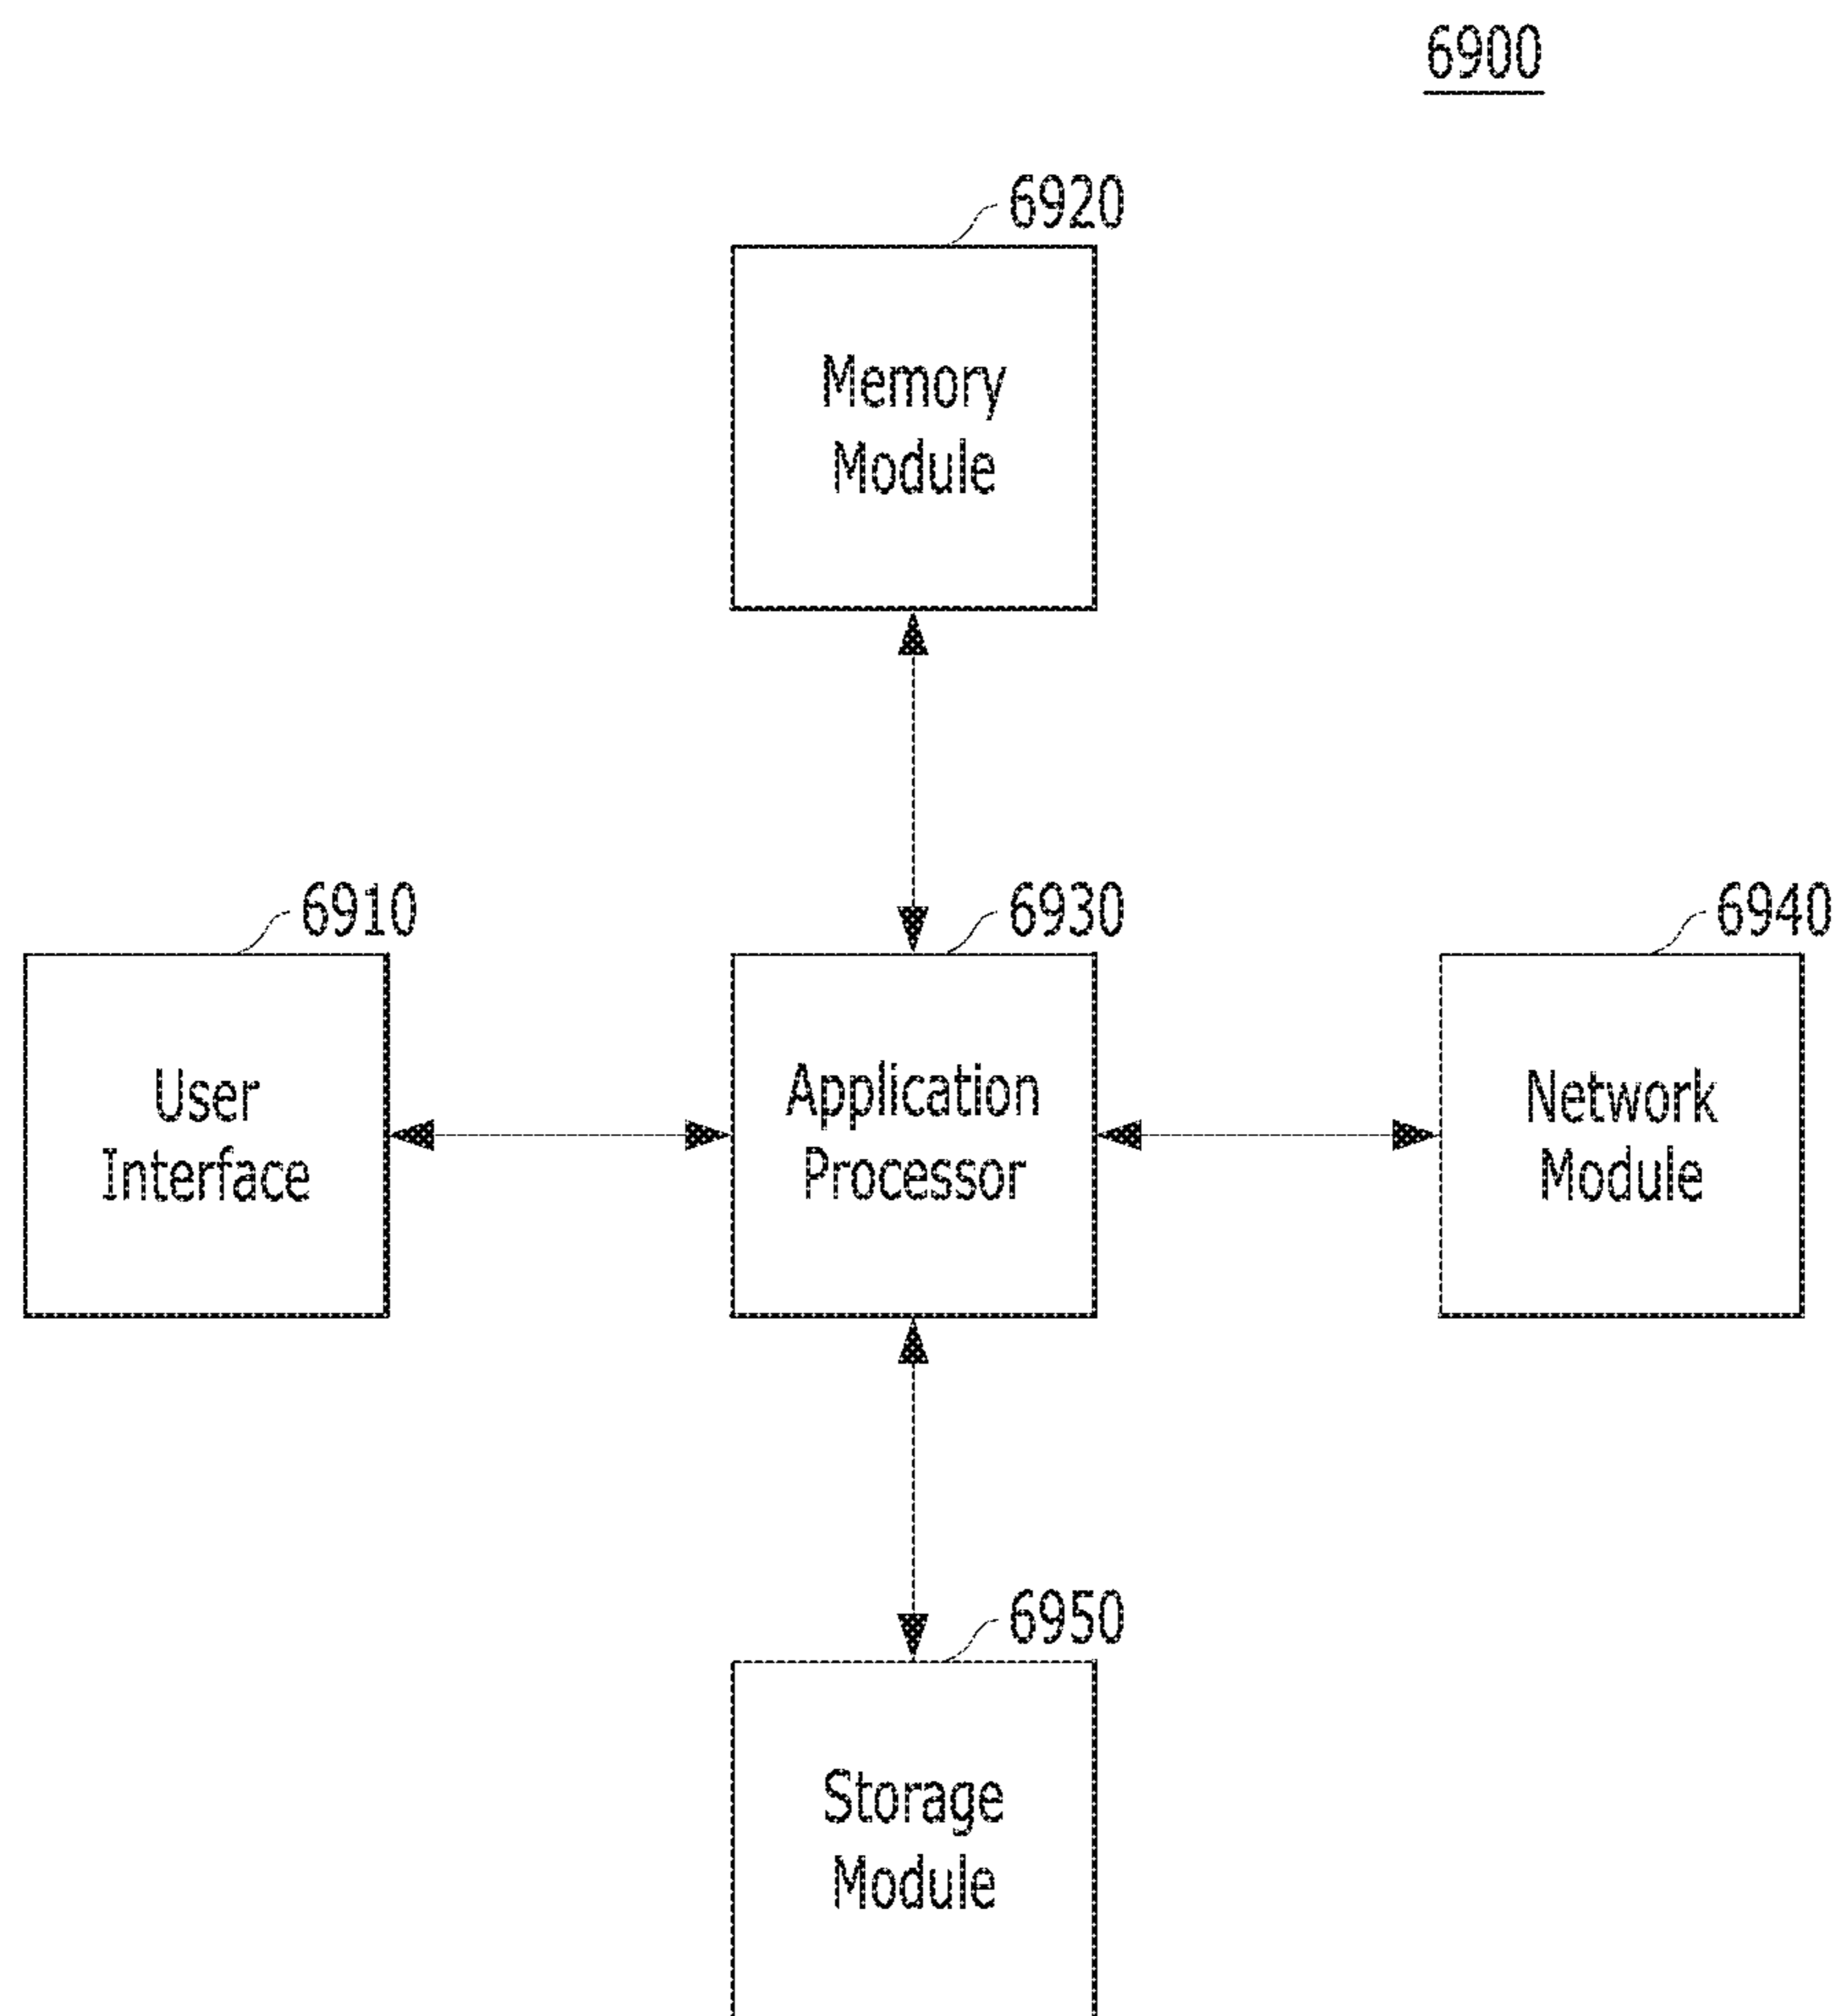 6900
6920
Memory
Module
6910
6930
6940
User
Interface
Application
Processor
Network
Module
6950
Storage
Module